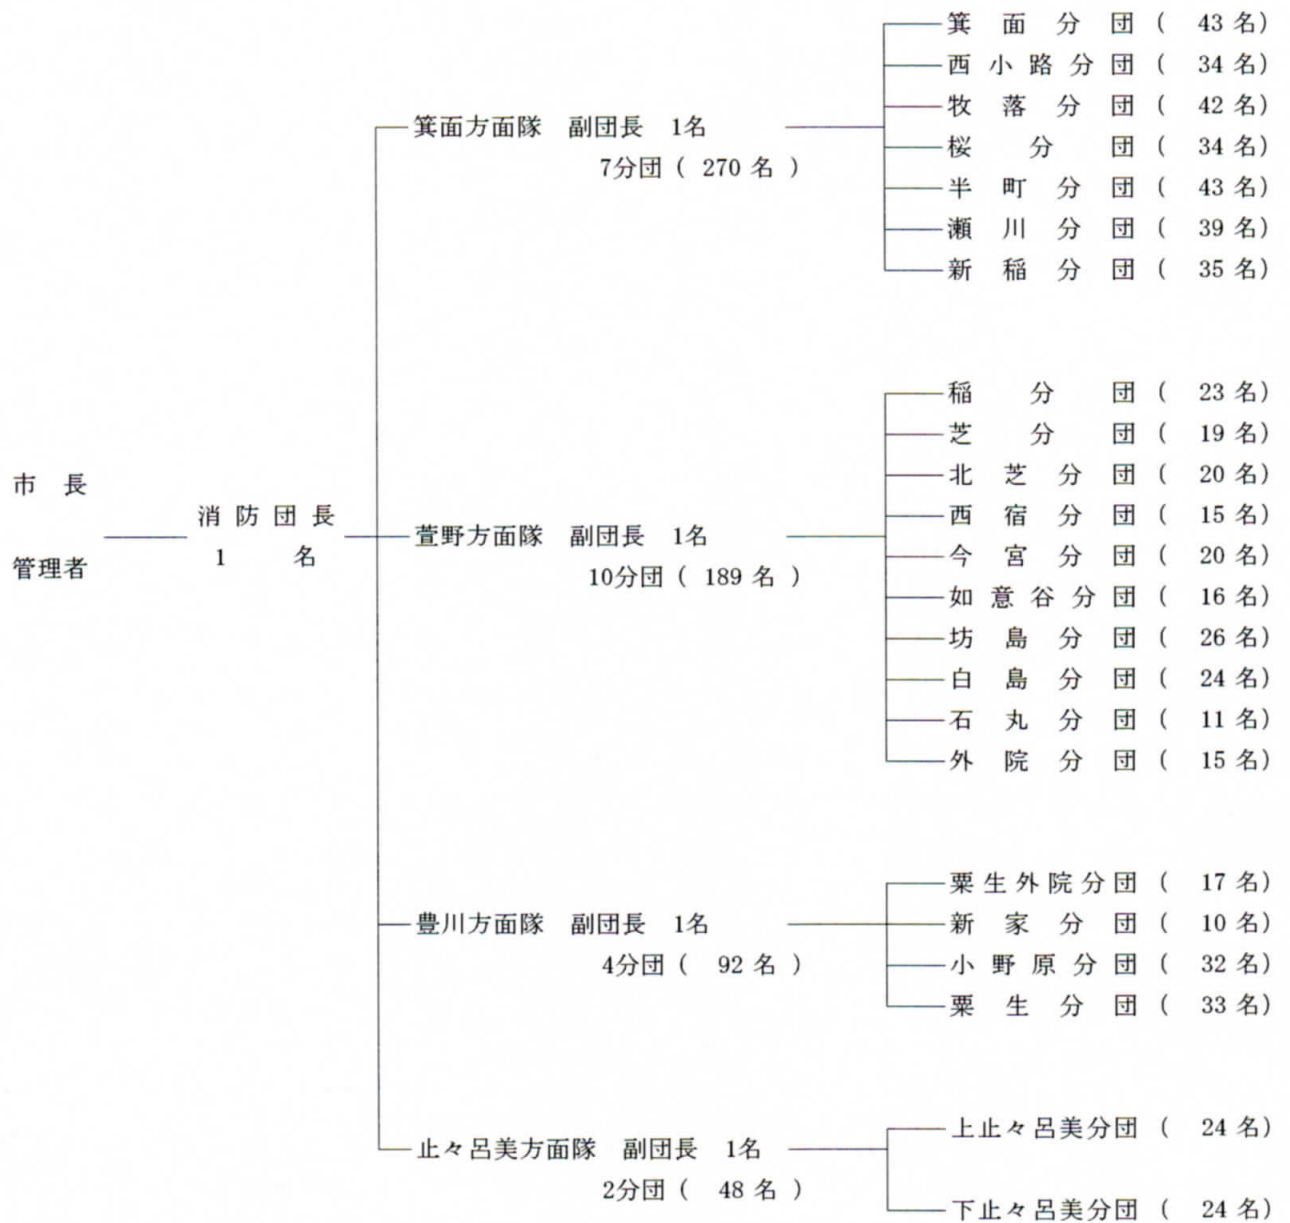 市長
管理者
消防団長
1名
箕面方面隊 副団長 1名
7分団 ( 270 名 )
箕面分団 ( 43 名)
西小路分団 ( 34 名)
牧落分団 ( 42 名)
桜分団 ( 34 名)
半町分団 ( 43 名)
瀬川分団 ( 39 名)
新稲分団 ( 35 名)
萱野方面隊 副団長 1名
10分団 ( 189 名 )
稲分団 ( 23 名)
芝分団 ( 19 名)
北芝分団 ( 20 名)
西宿分団 ( 15 名)
今宮分団 ( 20 名)
如意谷分団 ( 16 名)
坊島分団 ( 26 名)
白島分団 ( 24 名)
石丸分団 ( 11 名)
外院分団 ( 15 名)
豊川方面隊 副団長 1名
4分団 ( 92 名 )
粟生外院分団 ( 17 名)
新家分団 ( 10 名)
小野原分団 ( 32 名)
粟生分団 ( 33 名)
止々呂美方面隊 副団長 1名
2分団 ( 48 名 )
上止々呂美分団 ( 24 名)
下止々呂美分団 ( 24 名)